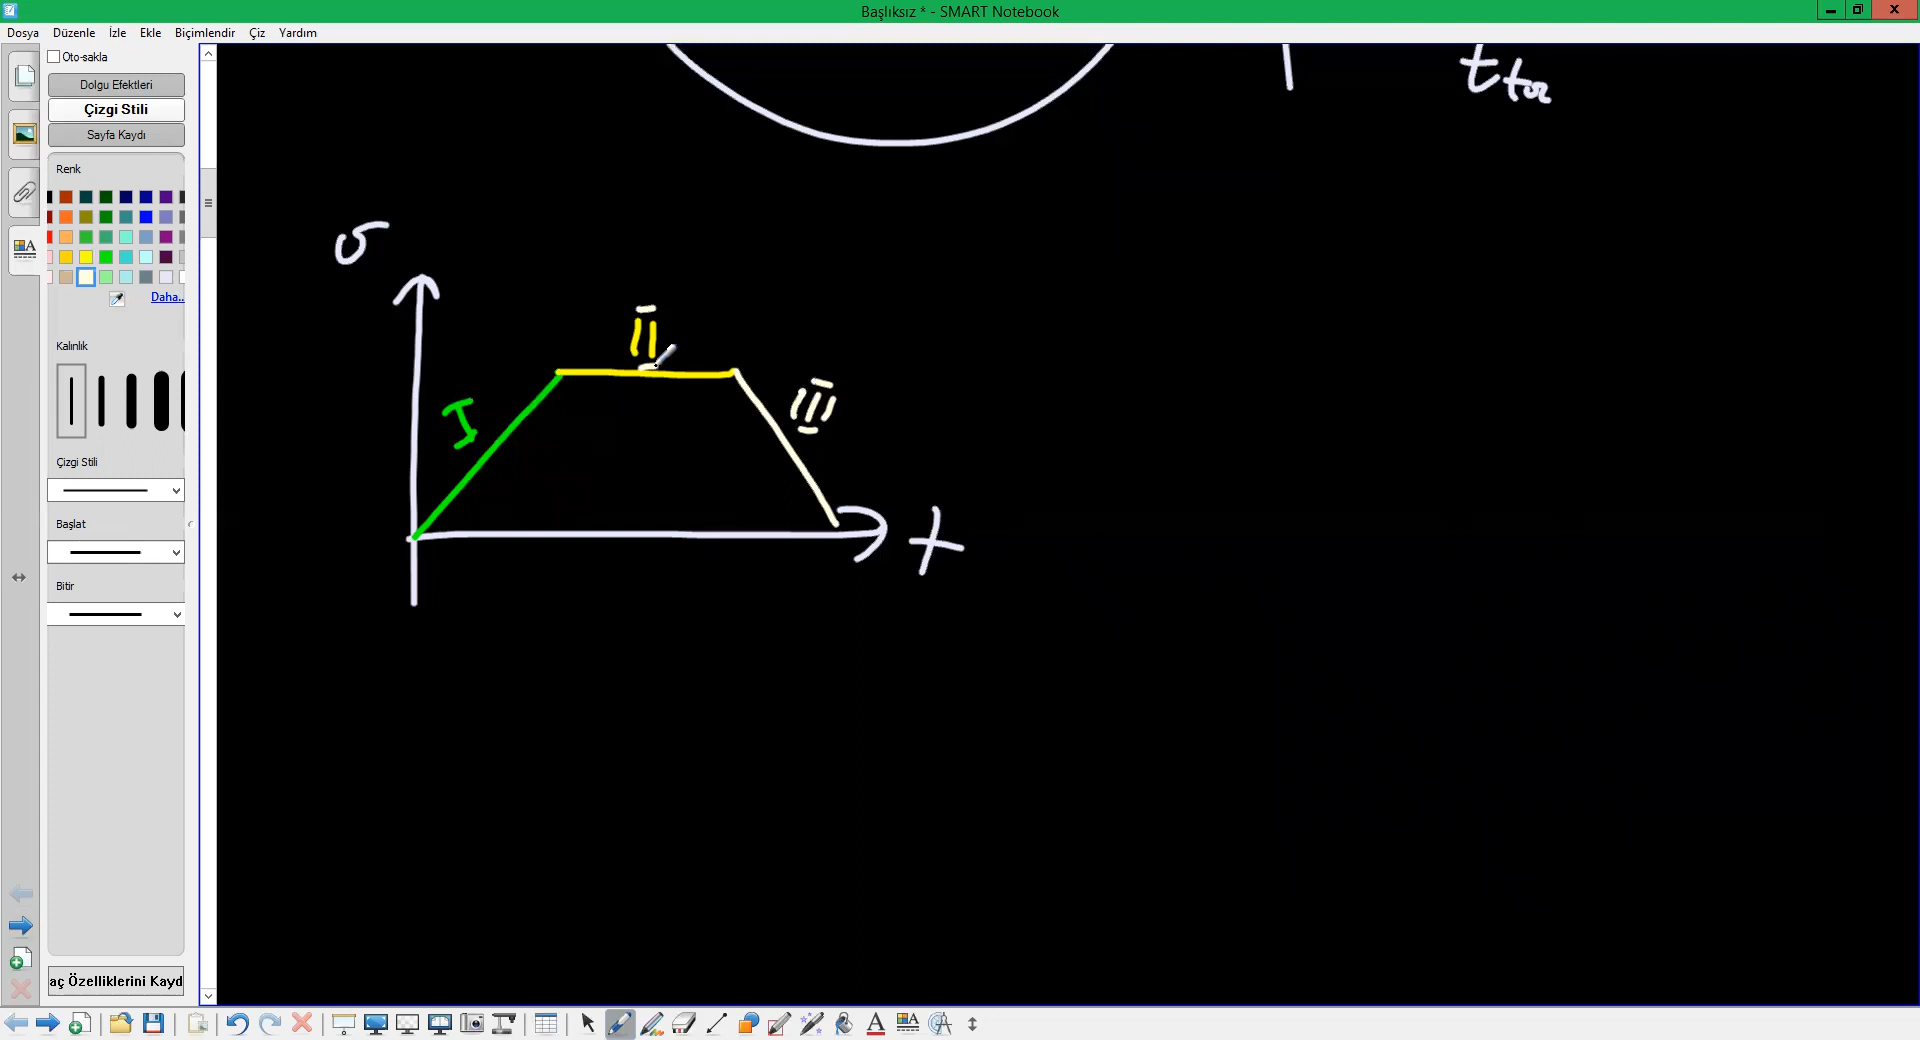 Başlıksız * - SMART Notebook
Dosya Düzenle İzle Ekle Biçimlendir Çiz Yardım
Oto-sakla
Dolgu Efektleri
Çizgi Stili
Sayfa Kaydı
Renk
Daha..
Kalınlık
Çizgi Stili
Başlat
Bitir
aç Özelliklerini Kayd
σ
I
II
III
t